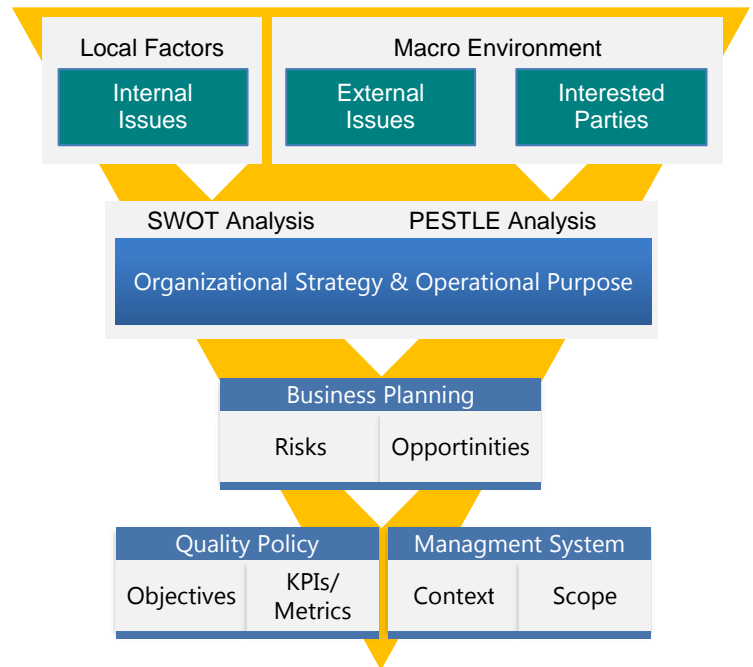 Local Factors
Macro Environment
Internal
Issues
External
Issues
Interested
Parties
SWOT Analysis
PESTLE Analysis
Organizational Strategy & Operational Purpose
Business Planning
Risks
Opportinities
Quality Policy
Managment System
Objectives
KPIs/
Metrics
Context
Scope